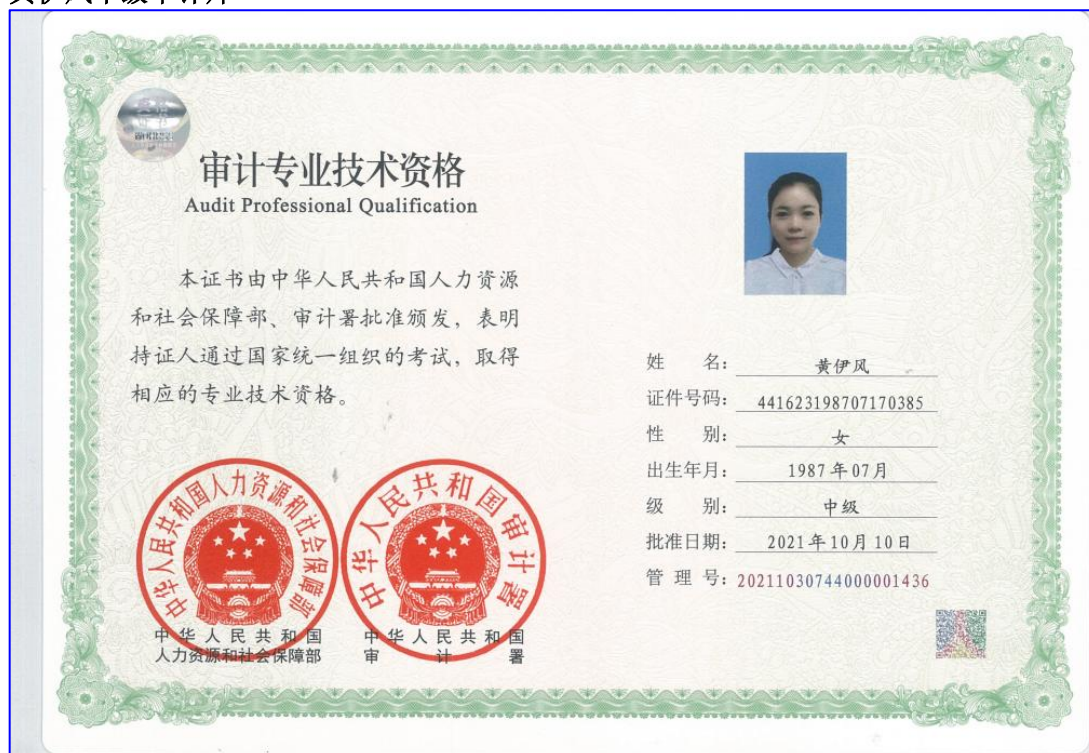 审计专业技术资格
Audit Professional Qualification
本证书由中华人民共和国人力资源
和社会保障部、审计署批准颁发，表明
持证人通过国家统一组织的考试，取得
相应的专业技术资格。
中华人民共和国人力资源和社会保障部
中华人民共和国审计署
中华人民共和国
人力资源和社会保障部
中华人民共和国
审计署
姓名：黄伊风
证件号码：441623198707170385
性别：女
出生年月：1987年07月
级别：中级
批准日期：2021年10月10日
管理号：20211030744000001436